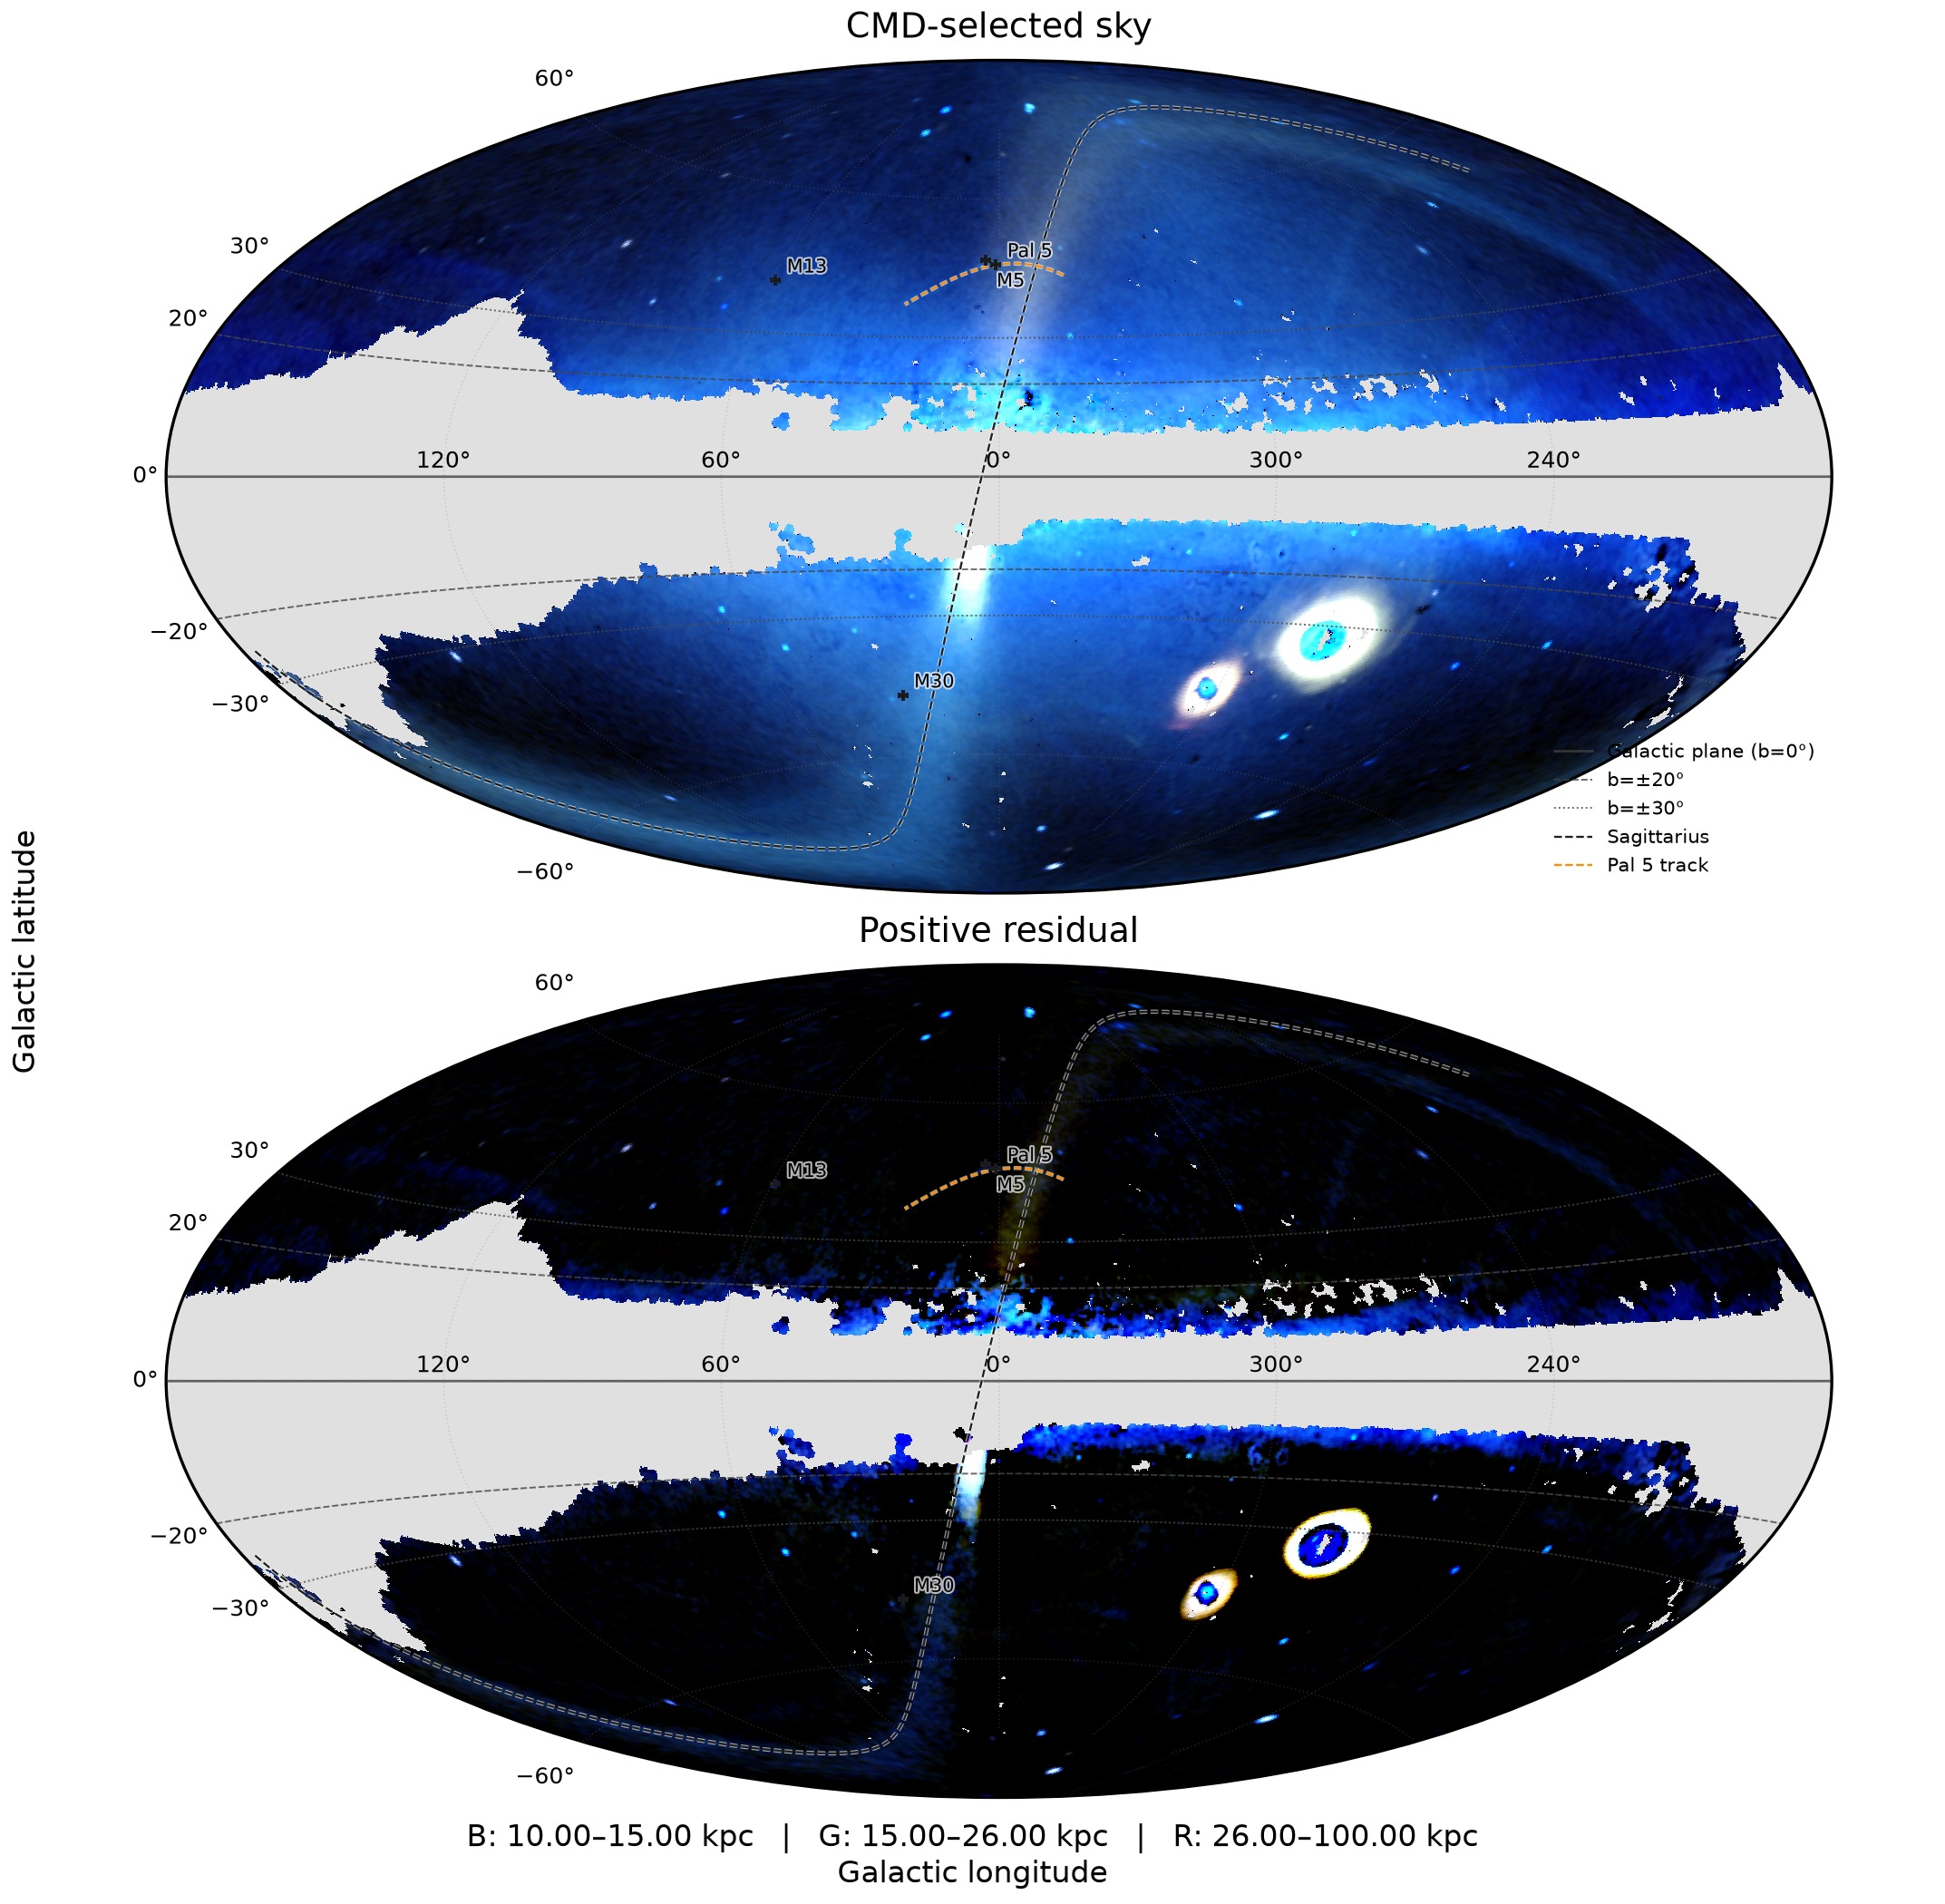 CMD-selected sky
60°
30°
Pal 5
M13
M5
20°
120°
60°
0°
300°
240°
0°
−20°
M30
−30°
Galactic plane (b=0°)
b=±20°
b=±30°
Sagittarius
Pal 5 track
−60°
Galactic latitude
Positive residual
60°
30°
Pal 5
M13
M5
20°
120°
60°
0°
300°
240°
0°
−20°
M30
−30°
−60°
B: 10.00–15.00 kpc | G: 15.00–26.00 kpc | R: 26.00–100.00 kpc
Galactic longitude